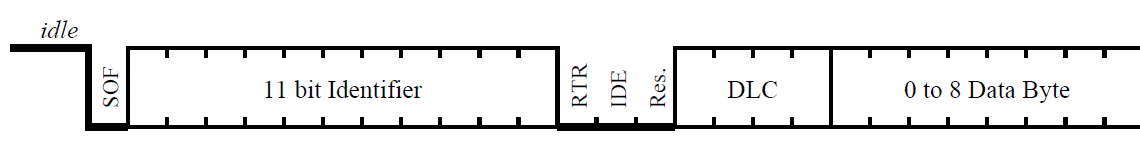 idle
SOF
11 bit Identifier
RTR
IDE
Res.
DLC
0 to 8 Data Byte